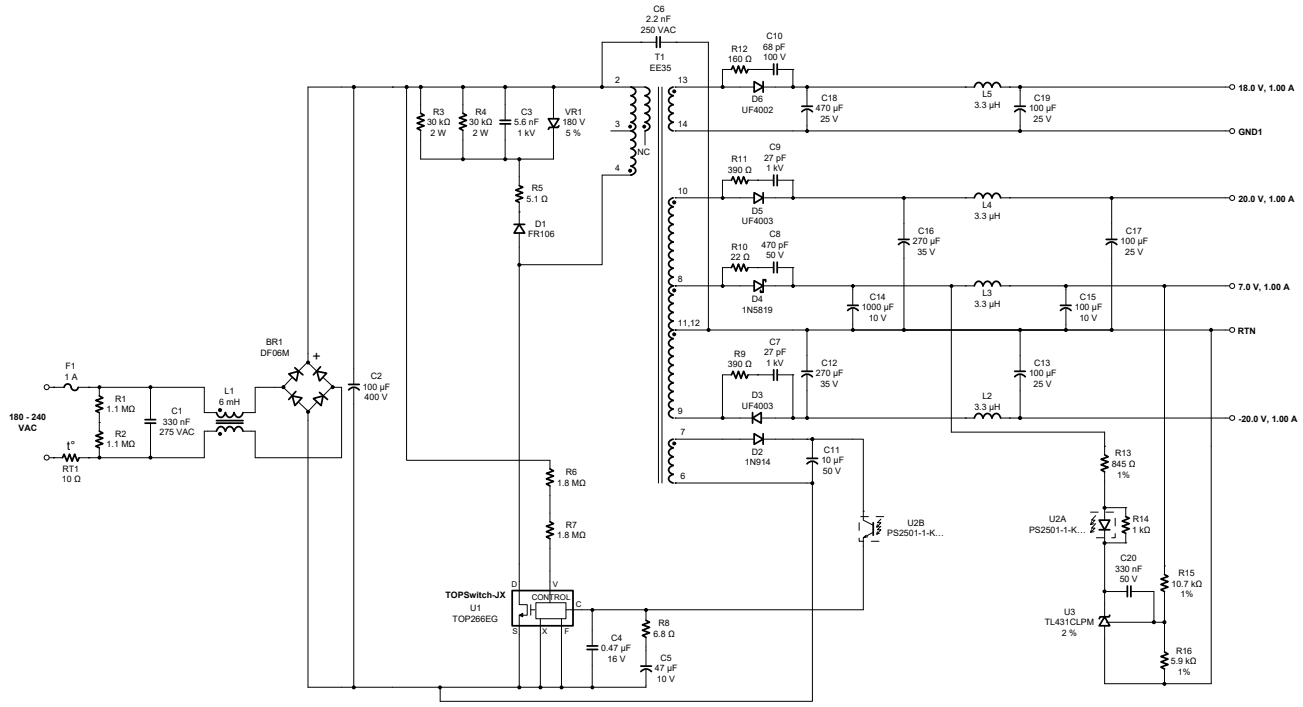 C6
2.2 nF
250 VAC
T1
EE35
2
3
4
NC
13
14
10
8
11,12
9
7
6
R12
160 Ω
C10
68 pF
100 V
D6
UF4002
C18
470 µF
25 V
L5
3.3 µH
C19
100 µF
25 V
18.0 V, 1.00 A
GND1
R3
30 kΩ
2 W
R4
30 kΩ
2 W
C3
5.6 nF
1 kV
VR1
180 V
5 %
R5
5.1 Ω
D1
FR106
R11
390 Ω
C9
27 pF
1 kV
D5
UF4003
C16
270 µF
35 V
L4
3.3 µH
C17
100 µF
25 V
20.0 V, 1.00 A
R10
22 Ω
C8
470 pF
50 V
D4
1N5819
C14
1000 µF
10 V
L3
3.3 µH
C15
100 µF
10 V
7.0 V, 1.00 A
RTN
R9
390 Ω
C7
27 pF
1 kV
D3
UF4003
C12
270 µF
35 V
C13
100 µF
25 V
L2
3.3 µH
-20.0 V, 1.00 A
D2
1N914
C11
10 µF
50 V
BR1
DF06M
+
C2
100 µF
400 V
F1
1 A
180 - 240
VAC
R1
1.1 MΩ
R2
1.1 MΩ
C1
330 nF
275 VAC
L1
6 mH
t°
RT1
10 Ω
R6
1.8 MΩ
R7
1.8 MΩ
U2B
PS2501-1-K...
R13
845 Ω
1%
U2A
PS2501-1-K...
R14
1 kΩ
C20
330 nF
50 V
R15
10.7 kΩ
1%
U3
TL431CLPM
2 %
R16
5.9 kΩ
1%
TOPSwitch-JX
U1
TOP266EG
D
V
CONTROL
C
S
X
F
C4
0.47 µF
16 V
R8
6.8 Ω
C5
47 µF
10 V